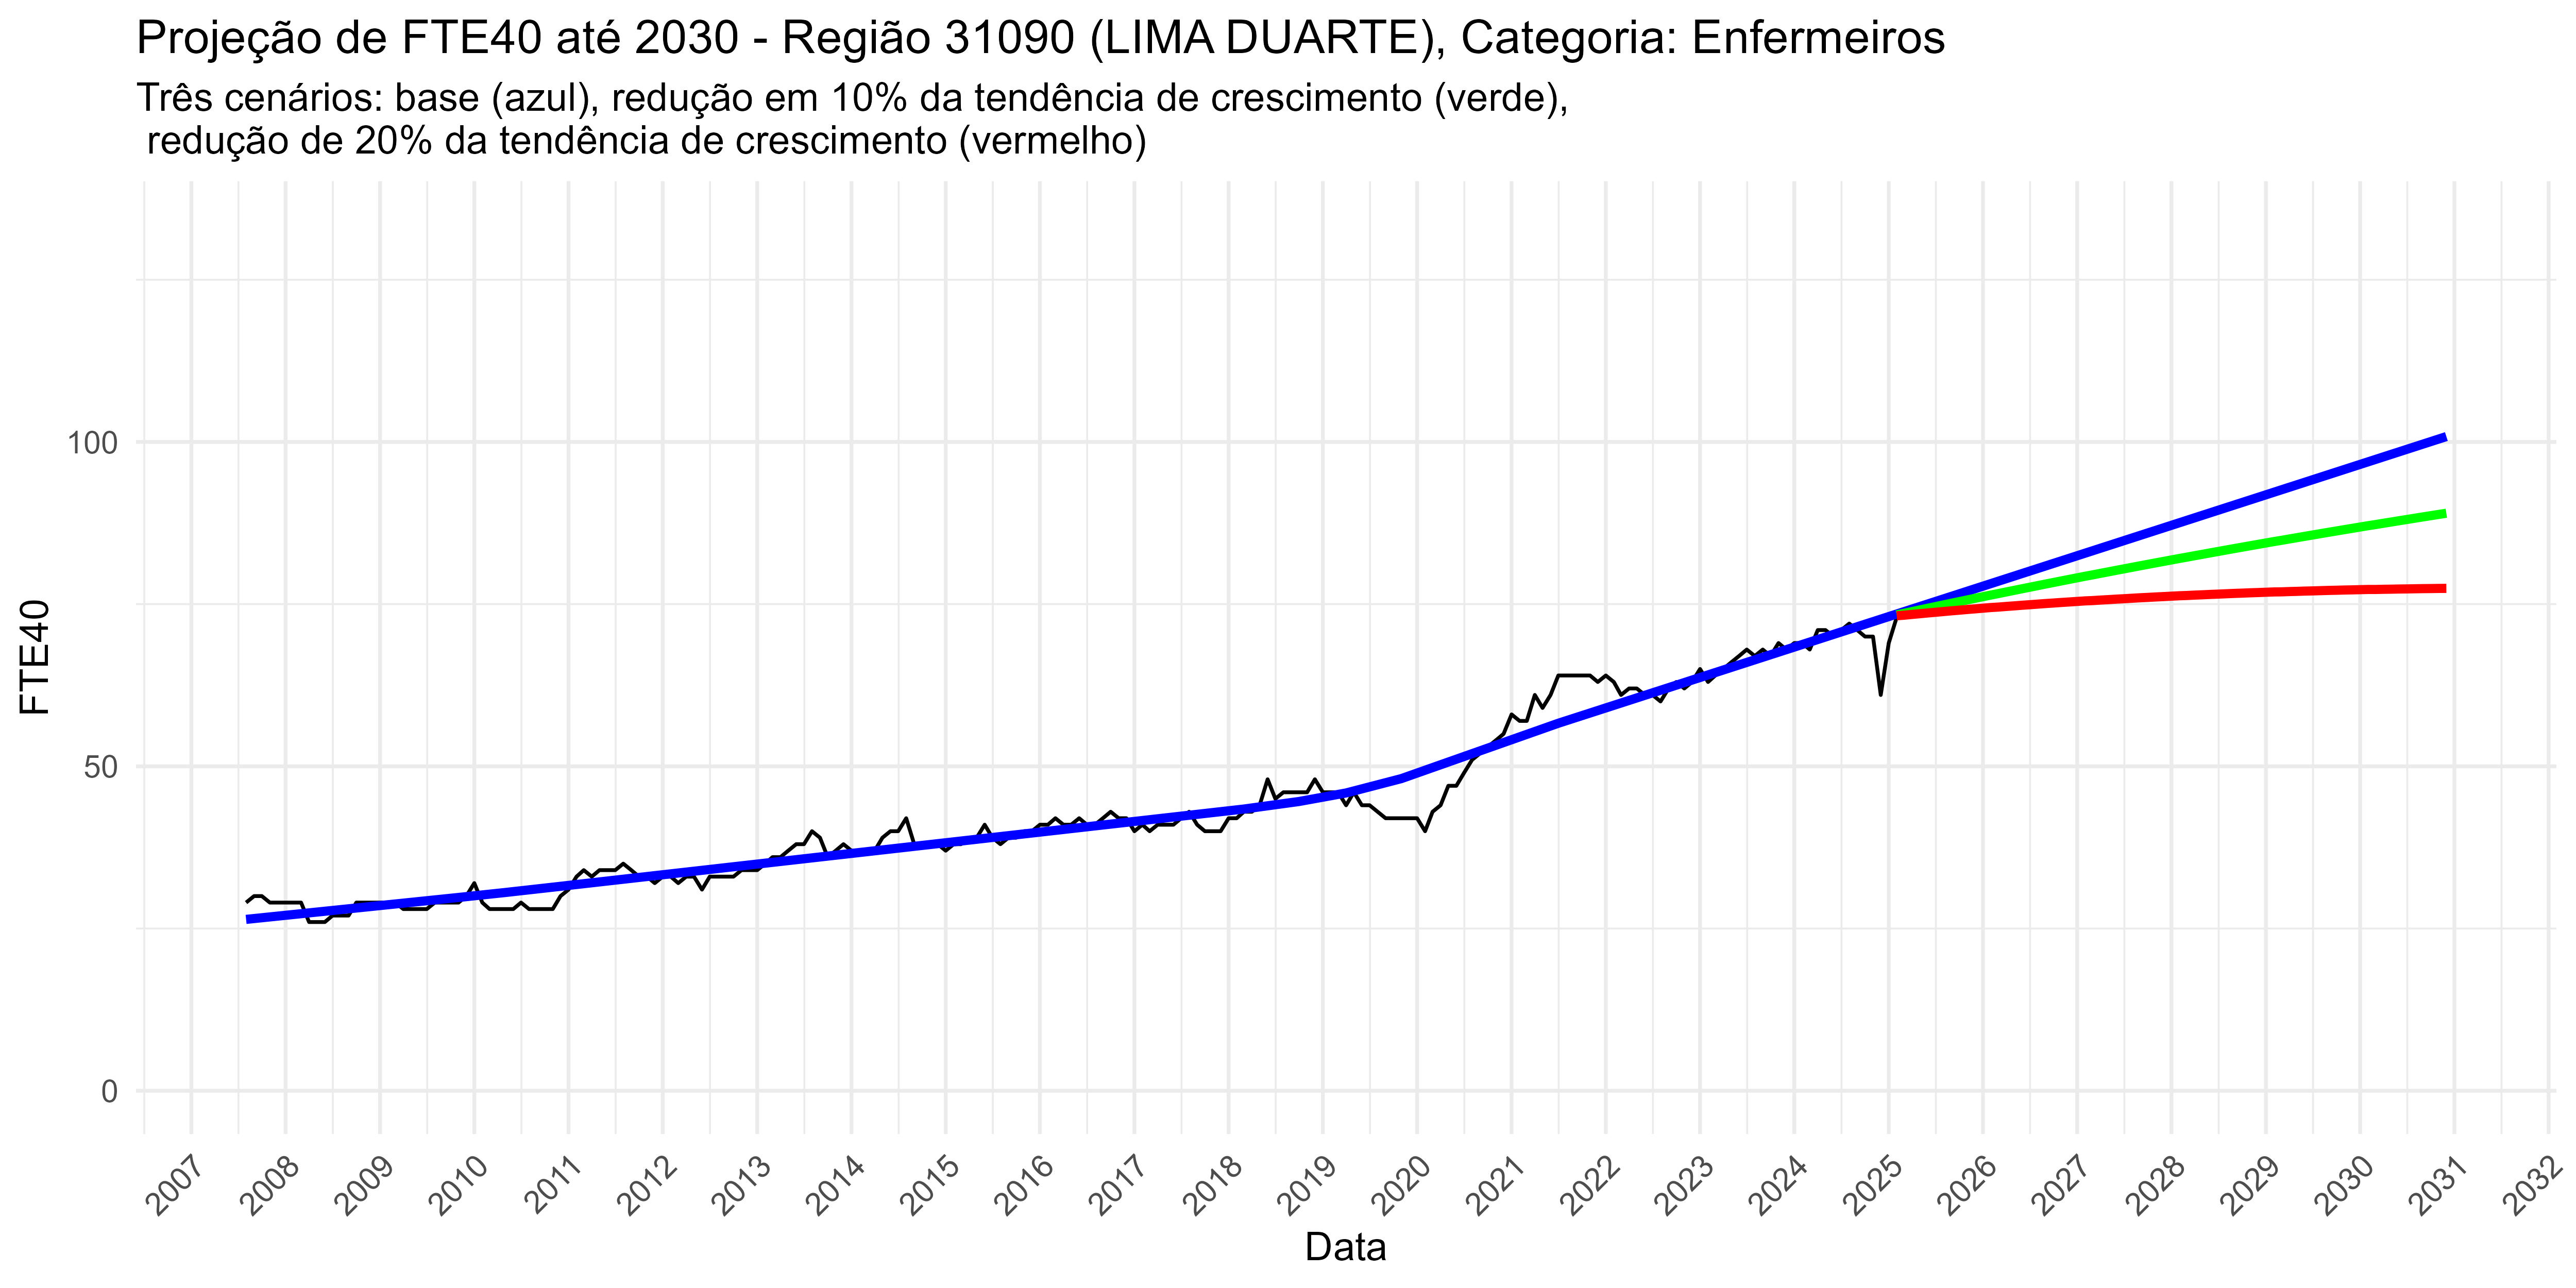 Projeção de FTE40 até 2030 - Região 31090 (LIMA DUARTE), Categoria: Enfermeiros
Três cenários: base (azul), redução em 10% da tendência de crescimento (verde),
redução de 20% da tendência de crescimento (vermelho)
FTE40
100
50
0
2007 2008 2009 2010 2011 2012 2013 2014 2015 2016 2017 2018 2019 2020 2021 2022 2023 2024 2025 2026 2027 2028 2029 2030 2031 2032
Data